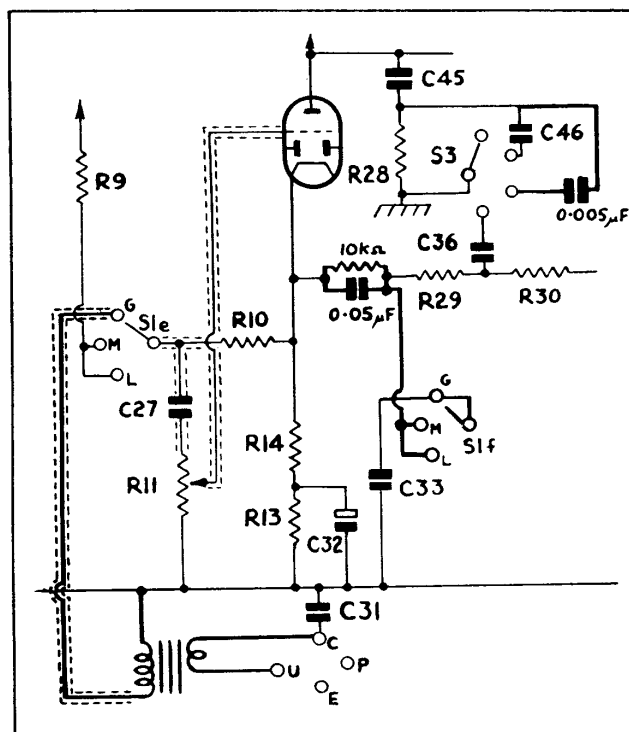 C45
R9
R28
S3
C46
0·005μF
10kΩ
C36
G
S1e
R10
0·05μF
R29
R30
M
L
C27
G
M
S1f
L
R14
R11
C33
R13
C32
C31
C
P
U
E